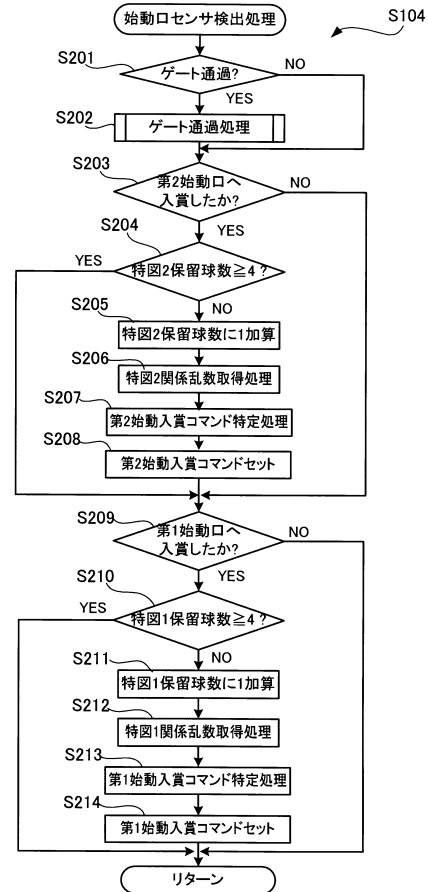 始動口センサ検出処理
S104
S201
ゲート通過?
NO
YES
S202
ゲート通過処理
S203
第2始動口へ
入賞したか?
NO
YES
S204
特図2保留球数≧4?
YES
NO
S205
特図2保留球数に1加算
S206
特図2関係乱数取得処理
S207
第2始動入賞コマンド特定処理
S208
第2始動入賞コマンドセット
S209
第1始動口へ
入賞したか?
NO
YES
S210
特図1保留球数≧4?
YES
NO
S211
特図1保留球数に1加算
S212
特図1関係乱数取得処理
S213
第1始動入賞コマンド特定処理
S214
第1始動入賞コマンドセット
リターン